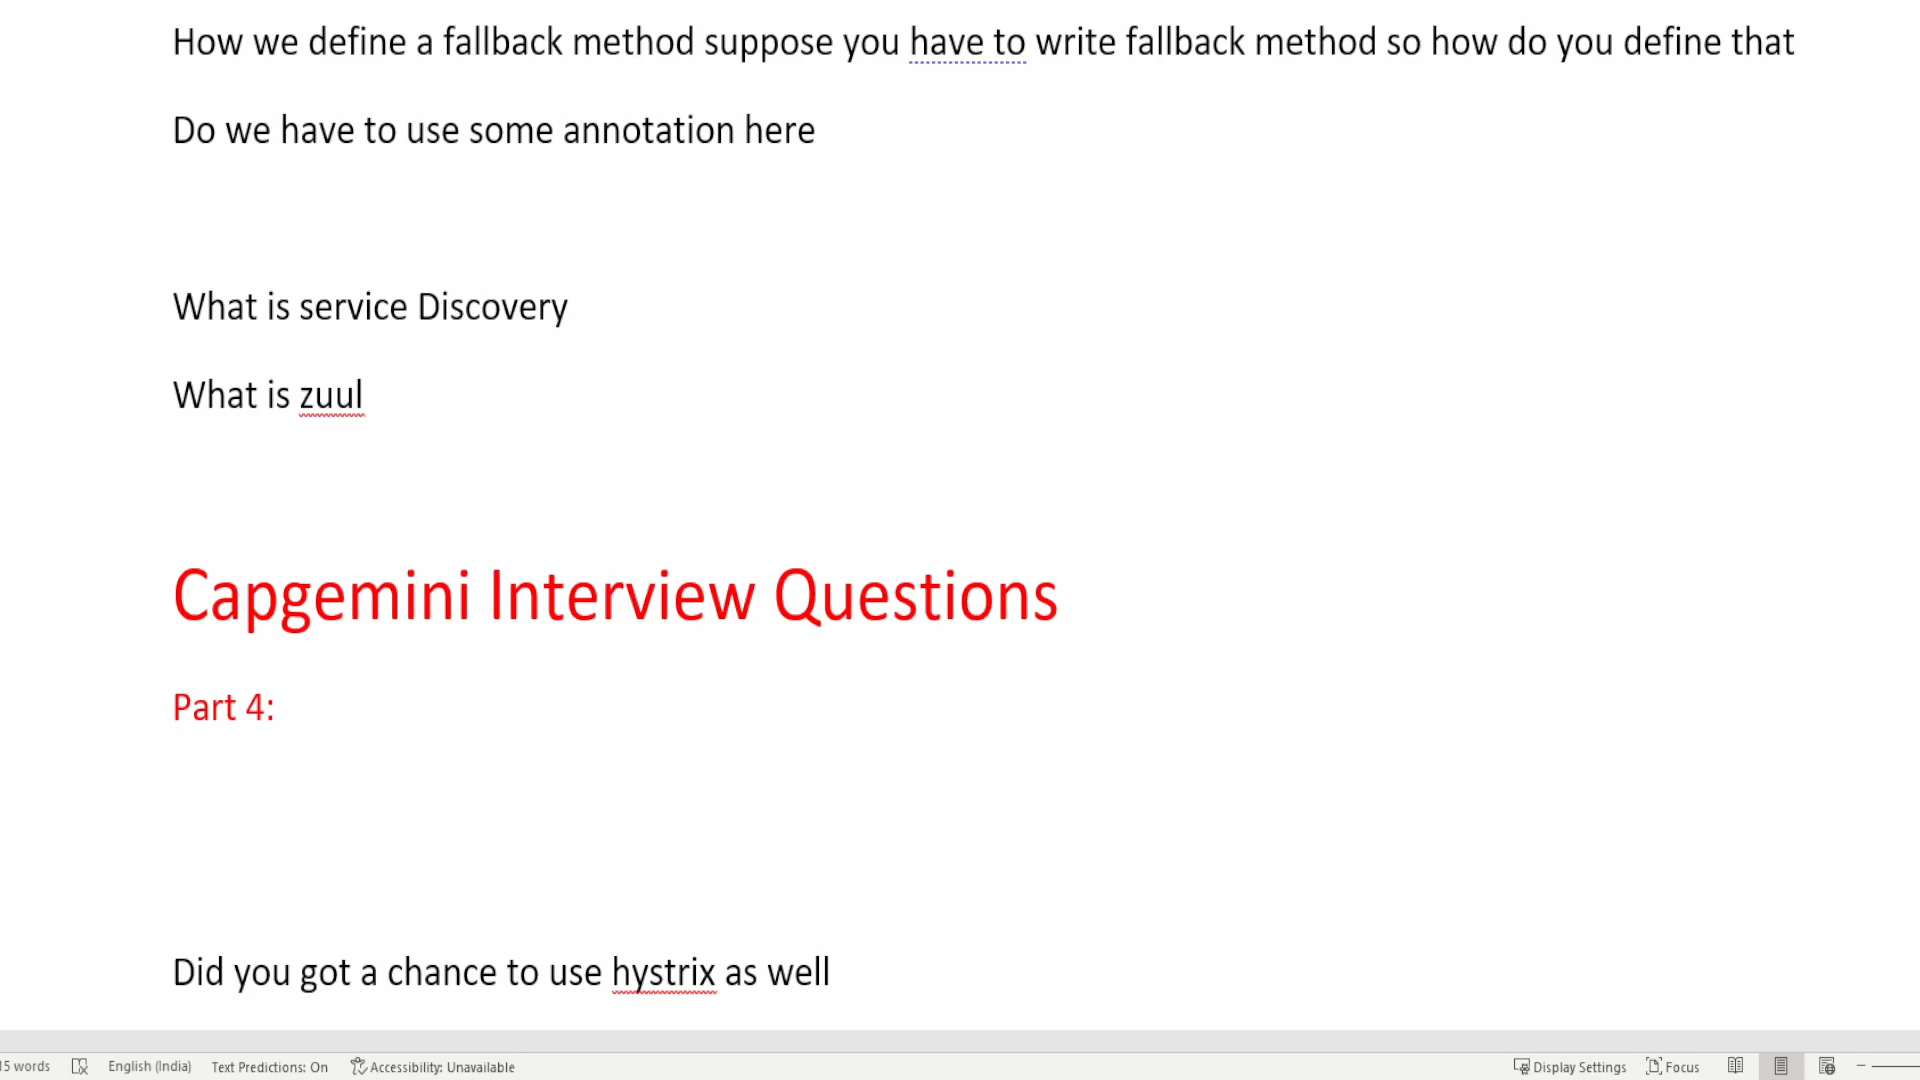 How we define a fallback method suppose you have to write fallback method so how do you define that
Do we have to use some annotation here
What is service Discovery
What is zuul
Capgemini Interview Questions
Part 4:
Did you got a chance to use hystrix as well
words English (India) Text Predictions: On Accessibility: Unavailable Display Settings Focus